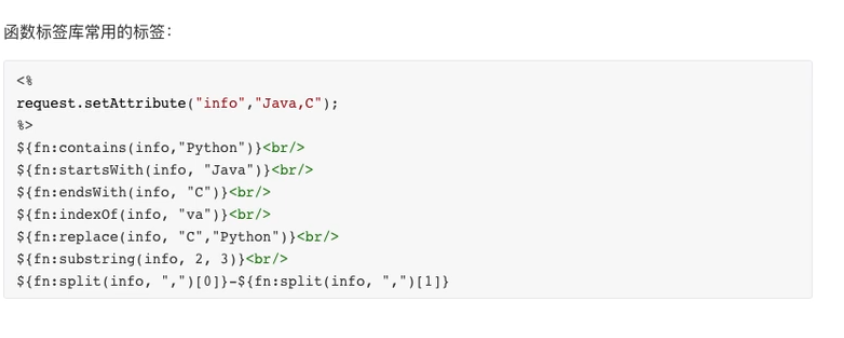 函数标签库常用的标签：
<%
request.setAttribute("info","Java,C");
%>
${fn:contains(info,"Python")}<br/>
${fn:startsWith(info, "Java")}<br/>
${fn:endsWith(info, "C")}<br/>
${fn:indexOf(info, "va")}<br/>
${fn:replace(info, "C","Python")}<br/>
${fn:substring(info, 2, 3)}<br/>
${fn:split(info, ",")[0]}-${fn:split(info, ",")[1]}